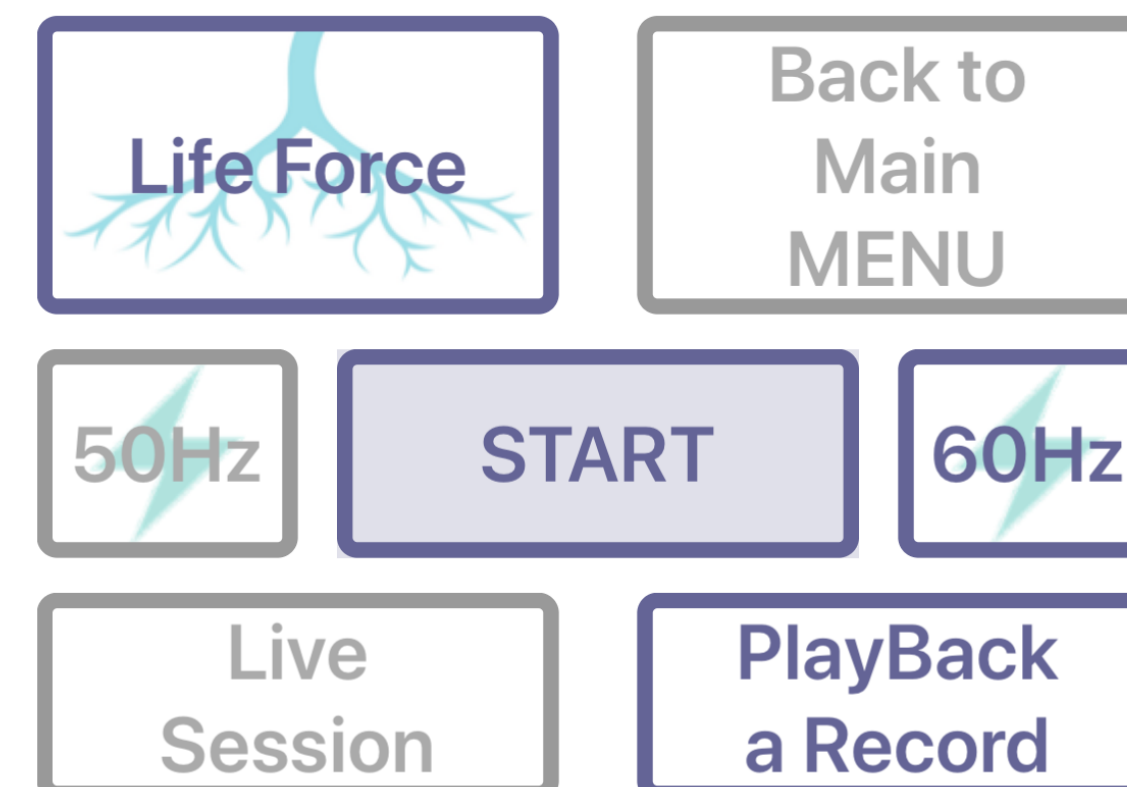 Life Force
Back to
Main
MENU
50Hz
START
60Hz
Live
Session
PlayBack
a Record